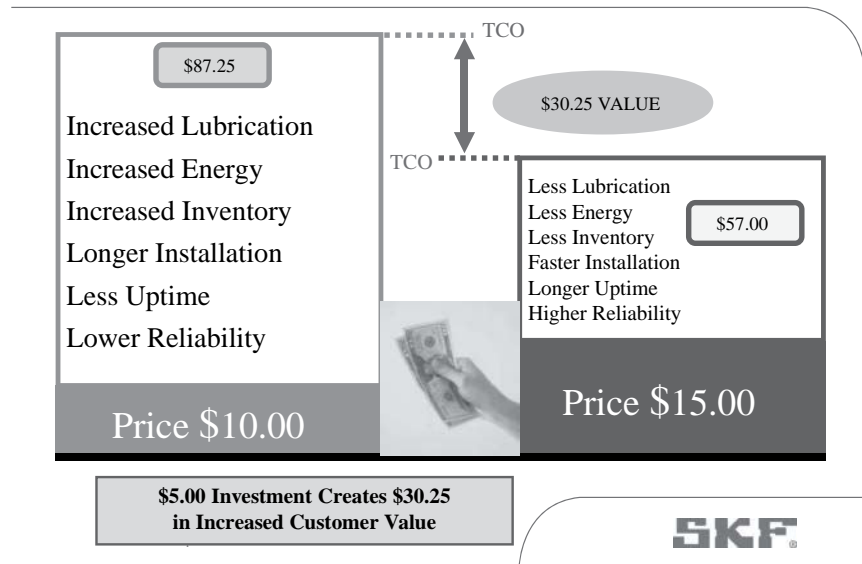 TCO
$87.25
Increased Lubrication
Increased Energy
Increased Inventory
Longer Installation
Less Uptime
Lower Reliability
Price $10.00
$30.25 VALUE
TCO
Less Lubrication
Less Energy
Less Inventory
Faster Installation
Longer Uptime
Higher Reliability
$57.00
Price $15.00
$5.00 Investment Creates $30.25
in Increased Customer Value
SKF®